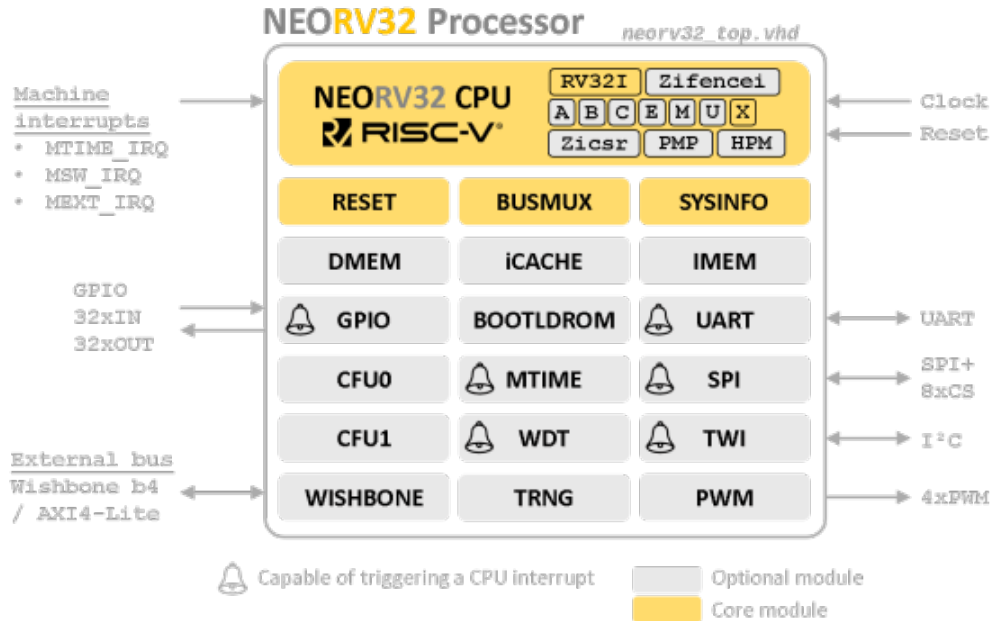 NEORV32 Processor
neorv32_top.vhd
Machine
interrupts
• MTIME_IRQ
• MSW_IRQ
• MEXT_IRQ
NEORV32 CPU
RISC-V®
RV32I Zifencei
A B C E M U X
Zicsr PMP HPM
Clock
Reset
RESET BUSMUX SYSINFO
DMEM iCACHE IMEM
GPIO
32xIN
32xOUT
GPIO BOOTLDROM UART
UART
CFU0 MTIME SPI
SPI+
8xCS
CFU1 WDT TWI
I²C
External bus
Wishbone b4
/ AXI4-Lite
WISHBONE TRNG PWM
4xPWM
Capable of triggering a CPU interrupt
Optional module
Core module